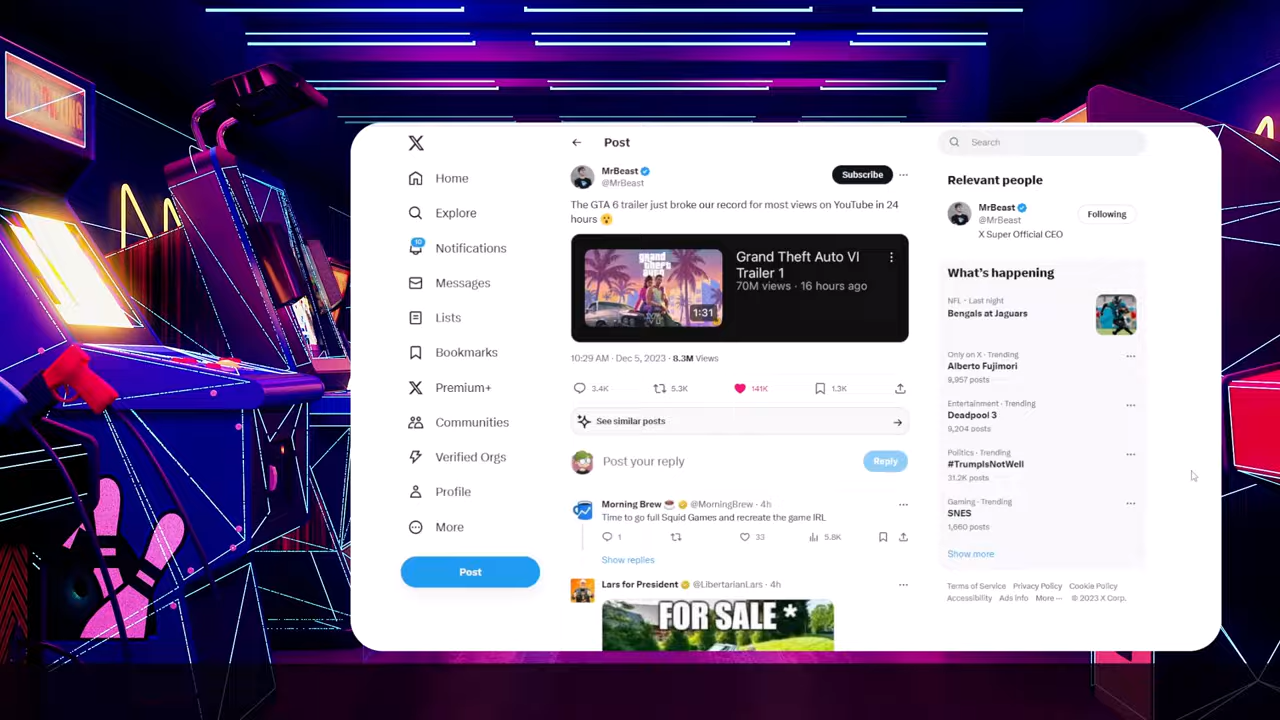 Home
Explore
10
Notifications
Messages
Lists
Bookmarks
Premium+
Communities
Verified Orgs
Profile
More
Post
Post
MrBeast
@MrBeast
Subscribe
The GTA 6 trailer just broke our record for most views on YouTube in 24
hours 😮
grand
theft
auto
VI
1:31
Grand Theft Auto VI
Trailer 1
70M views · 16 hours ago
10:29 AM · Dec 5, 2023 · 8.3M Views
3.4K 5.3K 141K 1.3K
See similar posts
Post your reply
Reply
Morning Brew ☕ @MorningBrew · 4h
Time to go full Squid Games and recreate the game IRL
1 33 5.8K
Show replies
Lars for President @LibertarianLars · 4h
FOR SALE *
Search
Relevant people
MrBeast
@MrBeast
Following
X Super Official CEO
What's happening
NFL · Last night
Bengals at Jaguars
Only on X · Trending
Alberto Fujimori
9,957 posts
Entertainment · Trending
Deadpool 3
9,204 posts
Politics · Trending
#TrumpIsNotWell
31.2K posts
Gaming · Trending
SNES
1,660 posts
Show more
Terms of Service Privacy Policy Cookie Policy
Accessibility Ads info More ··· © 2023 X Corp.